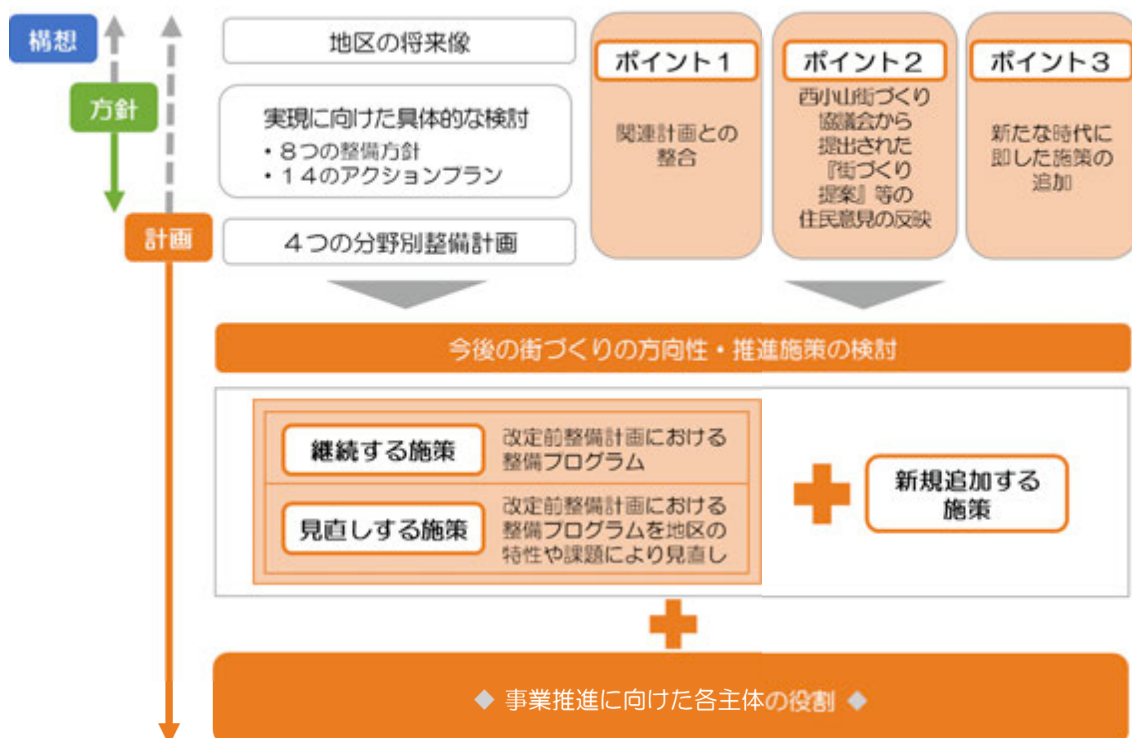 構想
方針
計画
地区の将来像
実現に向けた具体的な検討
・8つの整備方針
・14のアクションプラン
4つの分野別整備計画
ポイント1
関連計画との
整合
ポイント2
西小山街づくり
協議会から
提出された
『街づくり
提案』等の
住民意見の反映
ポイント3
新たな時代に
即した施策の
追加
今後の街づくりの方向性・推進施策の検討
継続する施策
改定前整備計画における
整備プログラム
見直しする施策
改定前整備計画における
整備プログラムを地区の
特性や課題により見直し
新規追加する
施策
◆ 事業推進に向けた各主体の役割 ◆